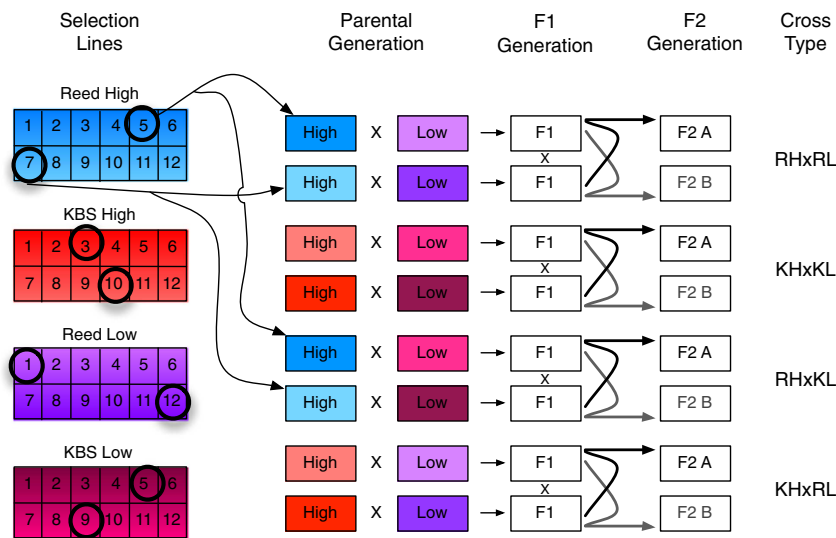 Selection Lines
Parental Generation
F1 Generation
F2 Generation
Cross Type
Reed High
1 2 3 4 5 6
7 8 9 10 11 12
KBS High
1 2 3 4 5 6
7 8 9 10 11 12
Reed Low
1 2 3 4 5 6
7 8 9 10 11 12
KBS Low
1 2 3 4 5 6
7 8 9 10 11 12
High X Low F1 F2 A
X
High X Low F1 F2 B
RHxRL
High X Low F1 F2 A
X
High X Low F1 F2 B
KHxKL
High X Low F1 F2 A
X
High X Low F1 F2 B
RHxKL
High X Low F1 F2 A
X
High X Low F1 F2 B
KHxRL